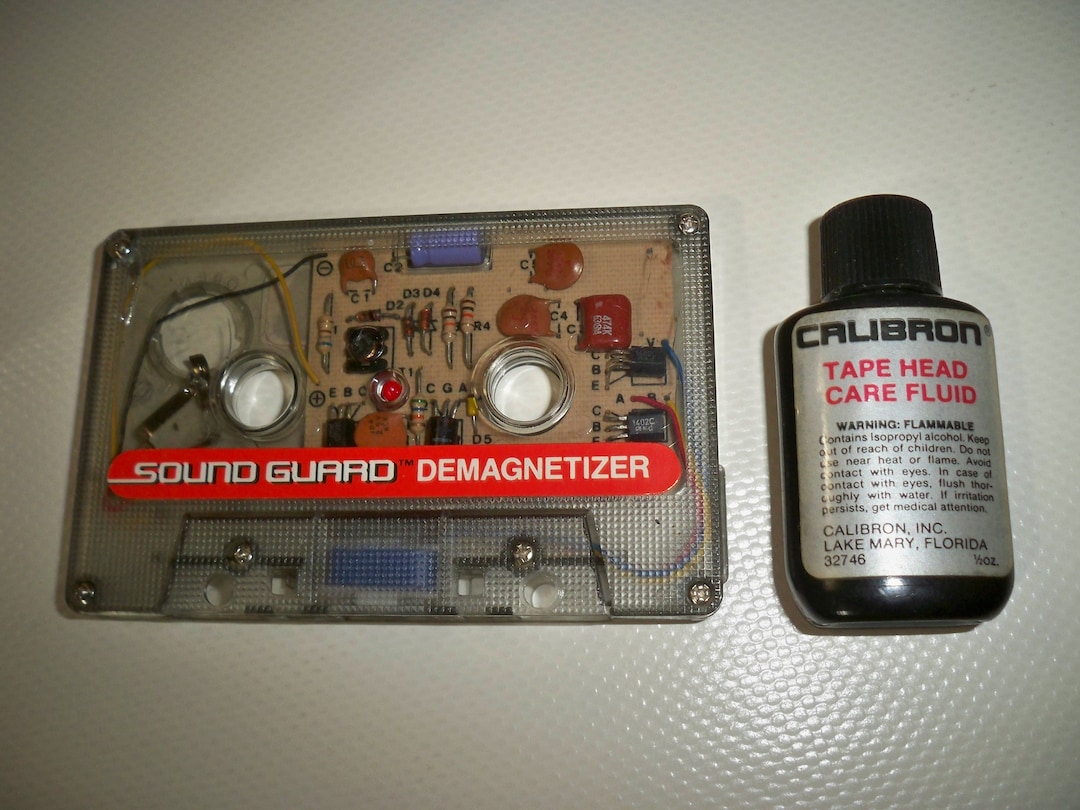 C2
C
C1
D3 D4
D2
R4
C4
C
474K
V
C
B
E
T1
E B C
C G A
A
B
C
B
E
D5
SOUND GUARD™ DEMAGNETIZER
CALIBRON®
TAPE HEAD
CARE FLUID
WARNING: FLAMMABLE
Contains Isopropyl alcohol. Keep
out of reach of children. Do not
use near heat or flame. Avoid
contact with eyes. In case of
contact with eyes, flush thor-
oughly with water. If irritation
persists, get medical attention.
CALIBRON, INC.
LAKE MARY, FLORIDA
32746 ½oz.